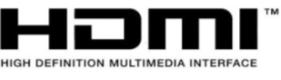 HDMI™
HIGH DEFINITION MULTIMEDIA INTERFACE